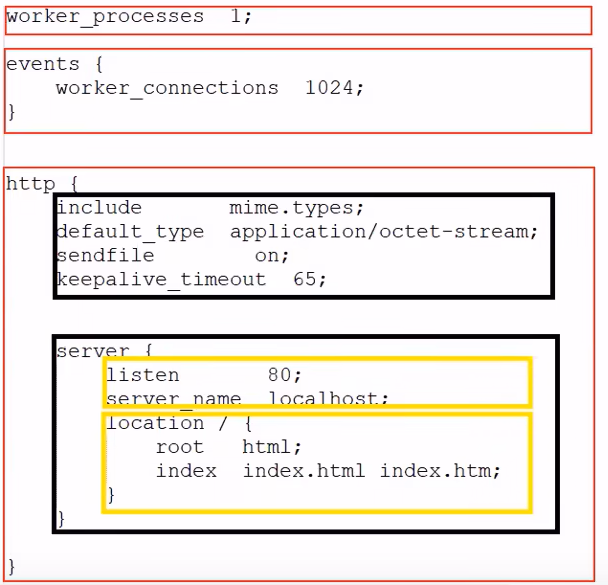 worker_processes  1;
events {
    worker_connections  1024;
}
http {
    include       mime.types;
    default_type  application/octet-stream;
    sendfile        on;
    keepalive_timeout  65;
    server {
        listen       80;
        server_name  localhost;
        location / {
            root   html;
            index  index.html index.htm;
        }
    }
}